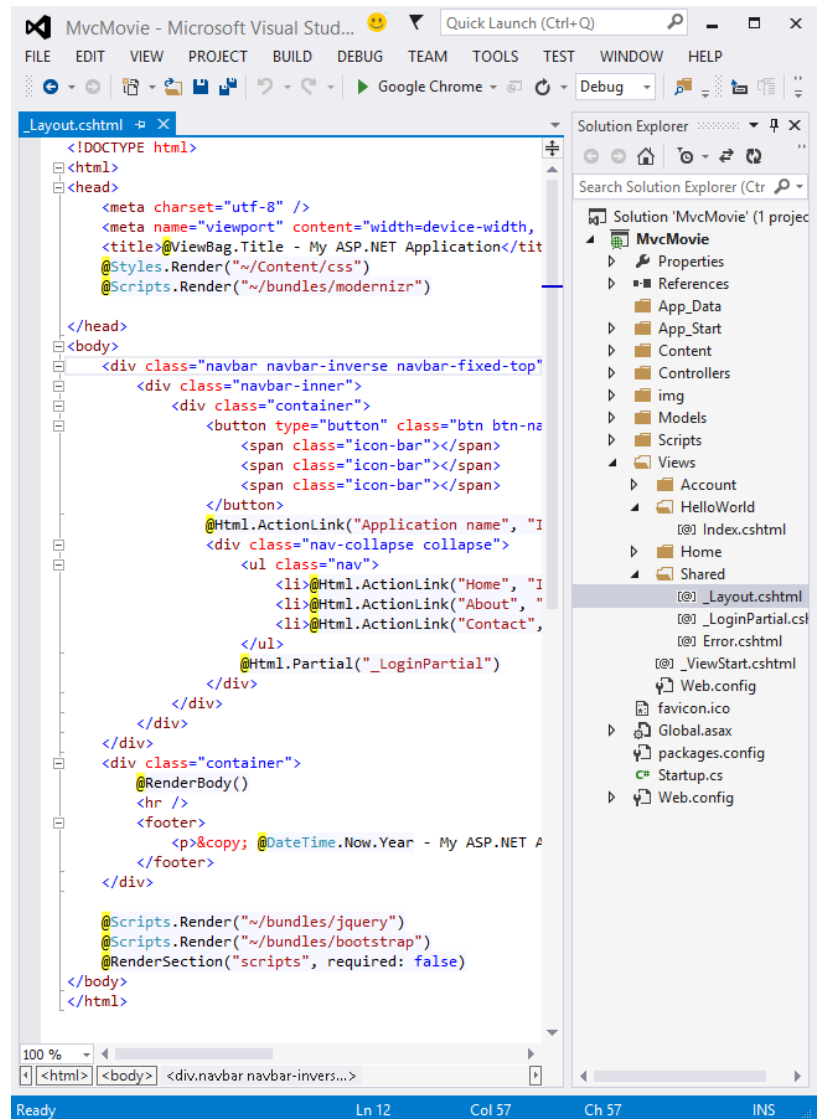 MvcMovie - Microsoft Visual Stud...
Quick Launch (Ctrl+Q)
FILE EDIT VIEW PROJECT BUILD DEBUG TEAM TOOLS TEST WINDOW HELP
Google Chrome
Debug
_Layout.cshtml
<!DOCTYPE html>
<html>
<head>
<meta charset="utf-8" />
<meta name="viewport" content="width=device-width,
<title>@ViewBag.Title - My ASP.NET Application</tit
@Styles.Render("~/Content/css")
@Scripts.Render("~/bundles/modernizr")
</head>
<body>
<div class="navbar navbar-inverse navbar-fixed-top"
<div class="navbar-inner">
<div class="container">
<button type="button" class="btn btn-na
<span class="icon-bar"></span>
<span class="icon-bar"></span>
<span class="icon-bar"></span>
</button>
@Html.ActionLink("Application name", "I
<div class="nav-collapse collapse">
<ul class="nav">
<li>@Html.ActionLink("Home", "I
<li>@Html.ActionLink("About", "
<li>@Html.ActionLink("Contact",
</ul>
@Html.Partial("_LoginPartial")
</div>
</div>
</div>
</div>
<div class="container">
@RenderBody()
<hr />
<footer>
<p>&copy; @DateTime.Now.Year - My ASP.NET A
</footer>
</div>
@Scripts.Render("~/bundles/jquery")
@Scripts.Render("~/bundles/bootstrap")
@RenderSection("scripts", required: false)
</body>
</html>
100 %
<html> <body> <div.navbar navbar-invers...>
Solution Explorer
Search Solution Explorer (Ctr
Solution 'MvcMovie' (1 projec
MvcMovie
Properties
References
App_Data
App_Start
Content
Controllers
img
Models
Scripts
Views
Account
HelloWorld
[@] Index.cshtml
Home
Shared
[@] _Layout.cshtml
[@] _LoginPartial.csh
[@] Error.cshtml
[@] _ViewStart.cshtml
Web.config
favicon.ico
Global.asax
packages.config
C# Startup.cs
Web.config
Ready Ln 12 Col 57 Ch 57 INS